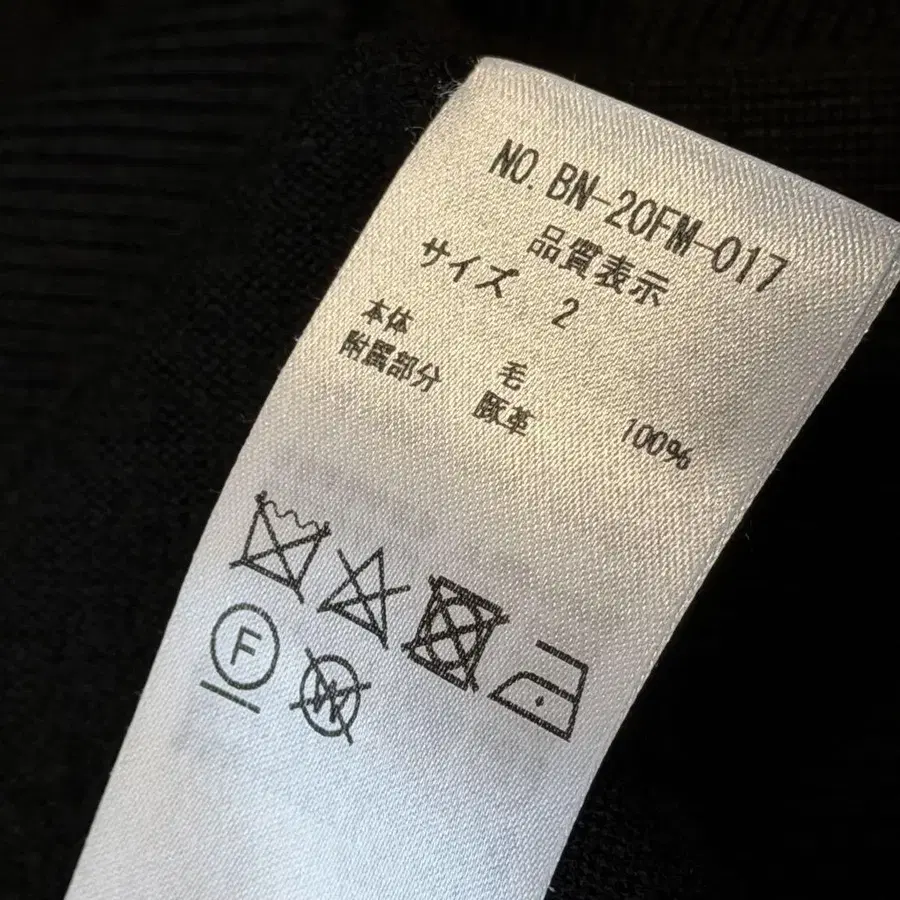 NO. BN-20FM-017
品質表示
サイズ 2
本体 毛 100%
附属部分 豚革
F
W